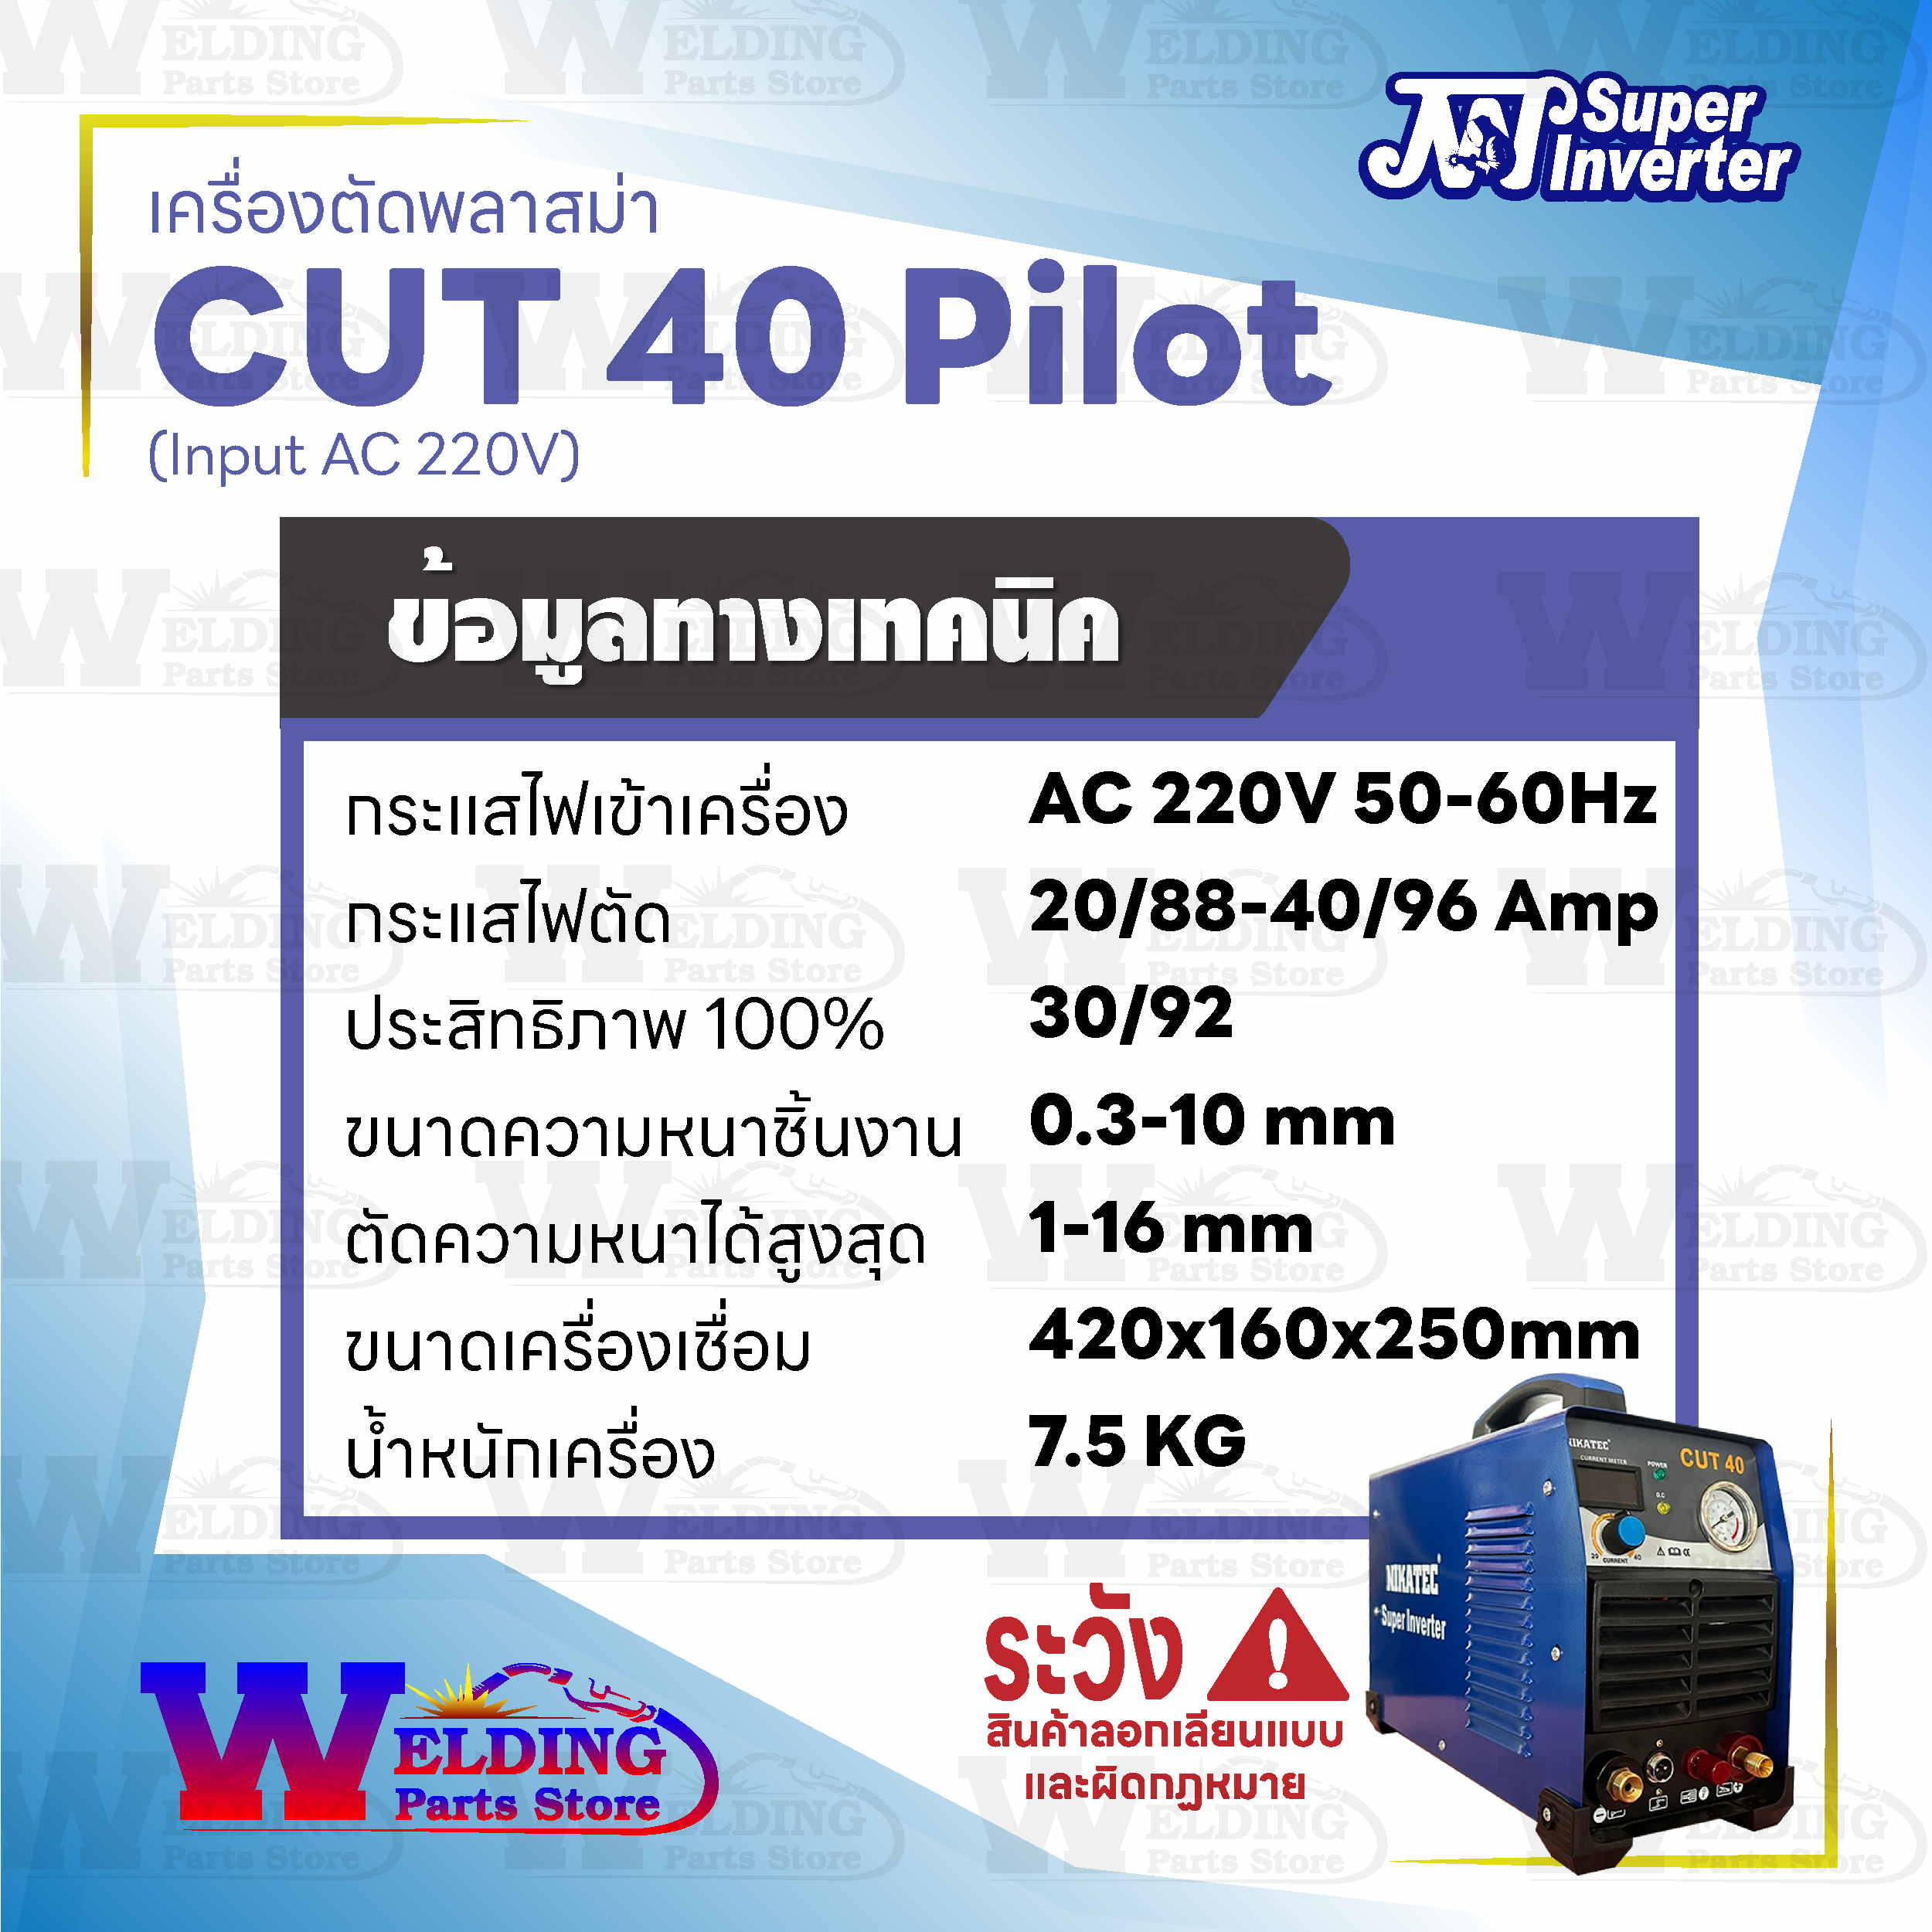 Super
Inverter
เครื่องตัดพลาสม่า
CUT 40 Pilot
(Input AC 220V)
ข้อมูลทางเทคนิค
กระแสไฟเข้าเครื่อง AC 220V 50-60Hz
กระแสไฟตัด 20/88-40/96 Amp
ประสิทธิภาพ 100% 30/92
ขนาดความหนาชิ้นงาน 0.3-10 mm
ตัดความหนาได้สูงสุด 1-16 mm
ขนาดเครื่องเชื่อม 420x160x250mm
น้ำหนักเครื่อง 7.5 KG
NIKATEC
CUT 40
CURRENT METER
POWER
O.C
20 CURRENT 40
NIKATEC
Super Inverter
ระวัง
สินค้าลอกเลียนแบบ
และผิดกฎหมาย
WELDING
Parts Store